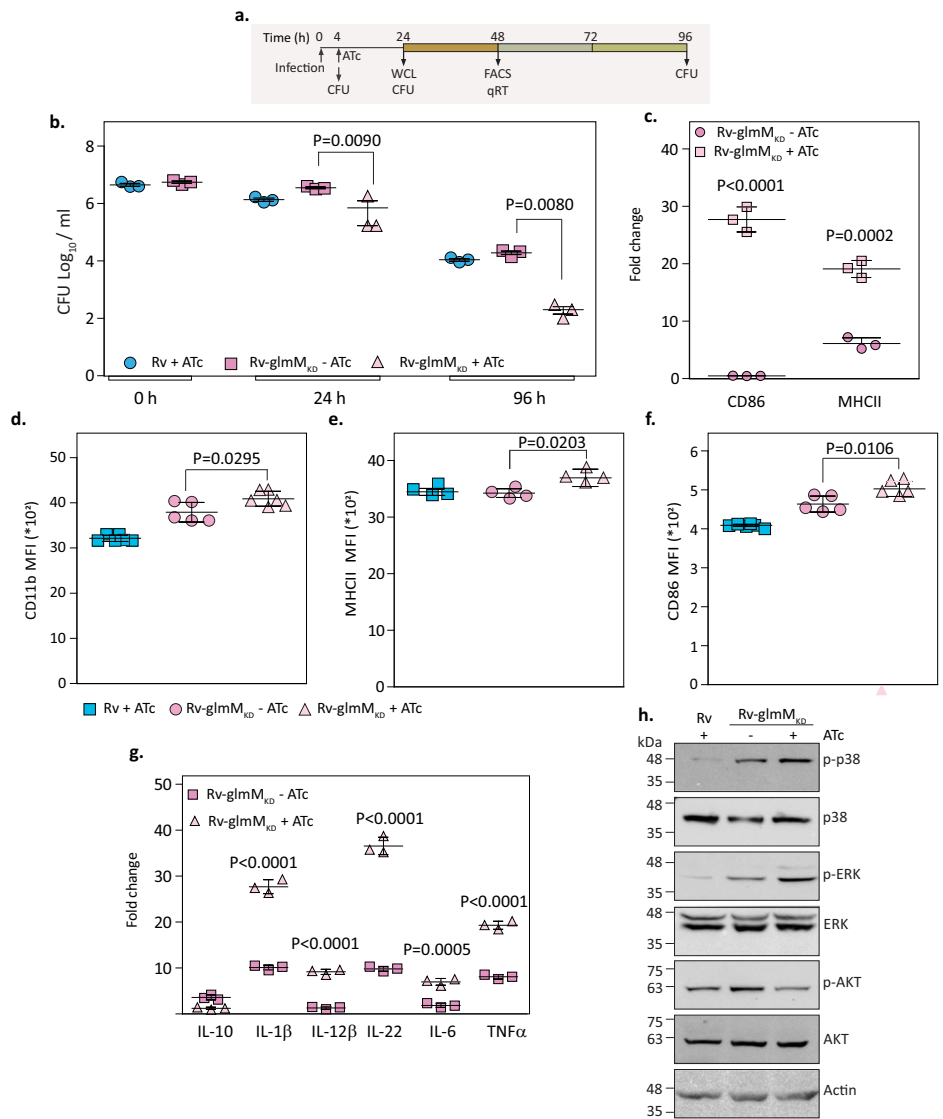 a.
Time (h) 0 4 24 48 72 96
ATc
Infection
CFU
WCL FACS CFU
CFU qRT
b.
8
6
4
2
0
CFU Log10/ ml
P=0.0090
P=0.0080
Rv + ATc Rv-glmMKD - ATc Rv-glmMKD + ATc
0 h 24 h 96 h
c.
Rv-glmMKD - ATc
Rv-glmMKD + ATc
40
30
20
10
0
Fold change
P<0.0001
P=0.0002
CD86 MHCII
d.
50
40
30
20
10
0
CD11b MFI (*10²)
P=0.0295
e.
40
30
20
10
0
MHCII MFI (*10²)
P=0.0203
f.
6
5
4
3
2
1
0
CD86 MFI (*10²)
P=0.0106
Rv + ATc Rv-glmMKD - ATc Rv-glmMKD + ATc
g.
50
40
30
20
10
Fold change
Rv-glmMKD - ATc
Rv-glmMKD + ATc
P<0.0001
P<0.0001
P<0.0001
P=0.0005
P<0.0001
IL-10 IL-1β IL-12β IL-22 IL-6 TNFα
h.
Rv Rv-glmMKD
kDa + - + ATc
48
35
p-p38
48
35
p38
48
35
p-ERK
48
35
ERK
75
63
48
p-AKT
75
63
AKT
48
35
Actin